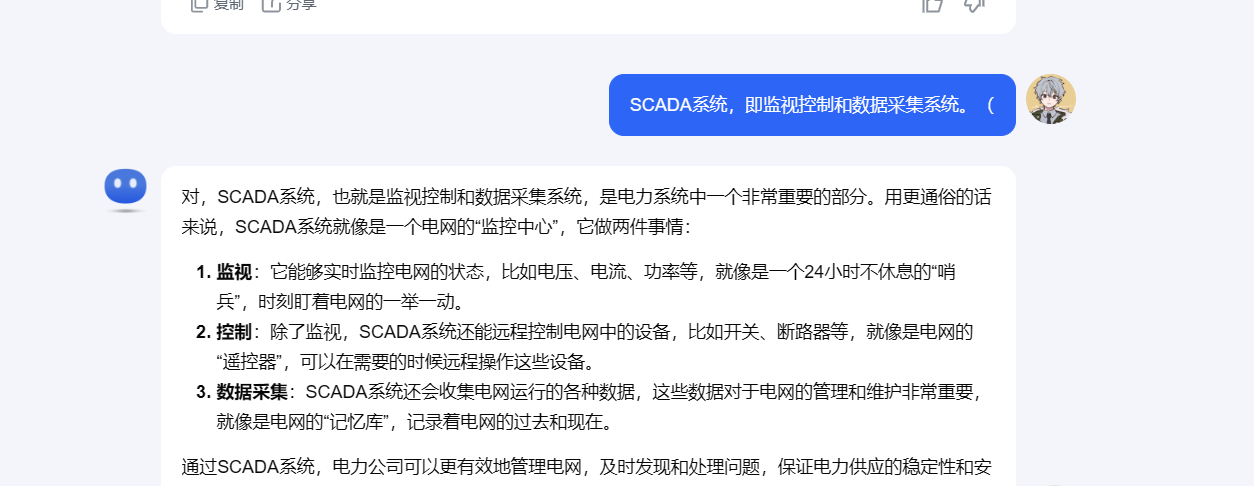 复制 分享
SCADA系统，即监视控制和数据采集系统。（
对，SCADA系统，也就是监视控制和数据采集系统，是电力系统中一个非常重要的部分。用更通俗的话
来说，SCADA系统就像是一个电网的“监控中心”，它做两件事情：
1. 监视：它能够实时监控电网的状态，比如电压、电流、功率等，就像是一个24小时不休息的“哨
兵”，时刻盯着电网的一举一动。
2. 控制：除了监视，SCADA系统还能远程控制电网中的设备，比如开关、断路器等，就像是电网的
“遥控器”，可以在需要的时候远程操作这些设备。
3. 数据采集：SCADA系统还会收集电网运行的各种数据，这些数据对于电网的管理和维护非常重要，
就像是电网的“记忆库”，记录着电网的过去和现在。
通过SCADA系统，电力公司可以更有效地管理电网，及时发现和处理问题，保证电力供应的稳定性和安